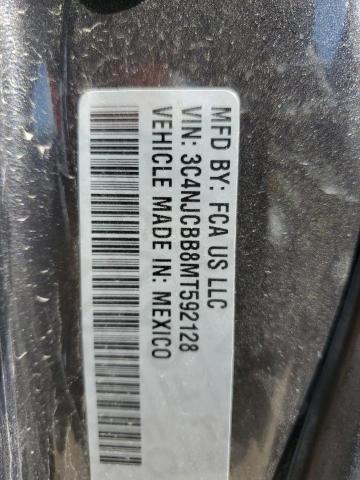 MFD BY: FCA US LLC
VIN: 3C4NJCBB8MT592128
VEHICLE MADE IN: MEXICO